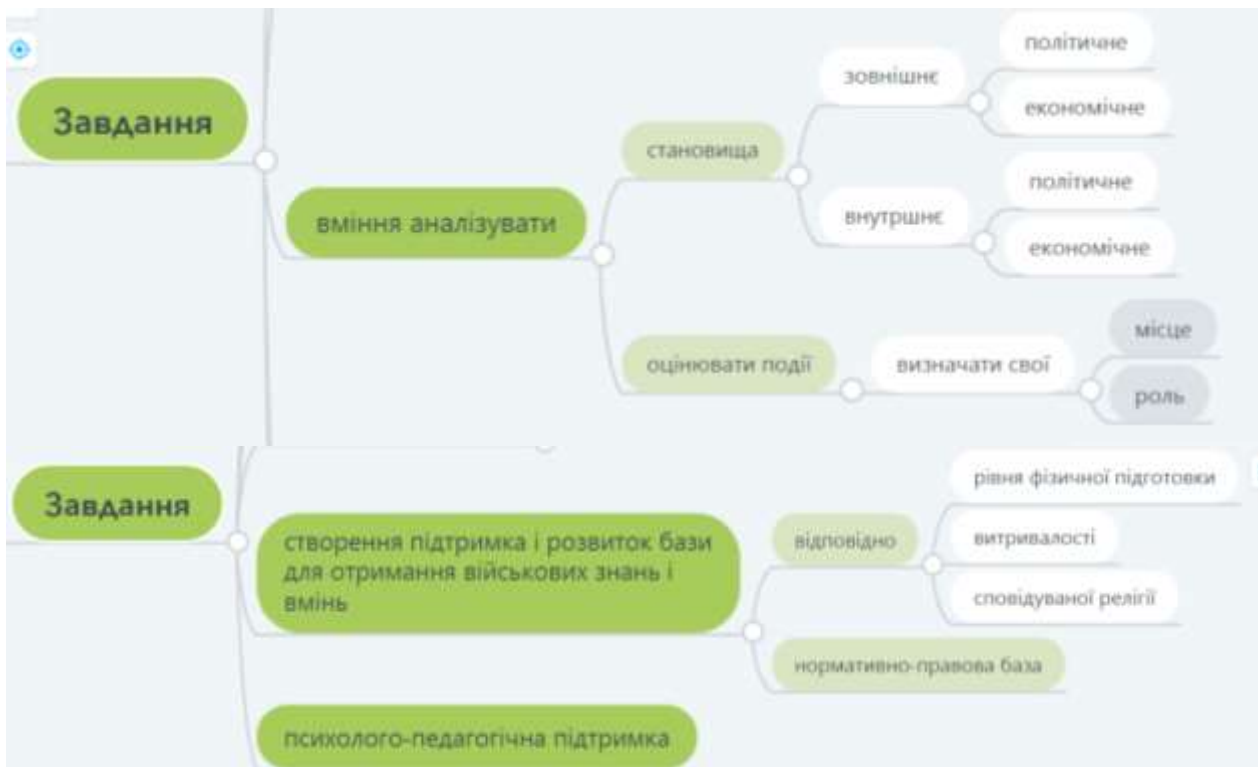 Завдання
вміння аналізувати
становища
зовнішнє
політичне
економічне
внутршнє
політичне
економічне
оцінювати події
визначати свої
місце
роль
Завдання
створення підтримка і розвиток бази
для отримання військових знань і
вмінь
відповідно
рівня фізичної підготовки
витривалості
сповідуваної релігії
нормативно-правова база
психолого-педагогічна підтримка